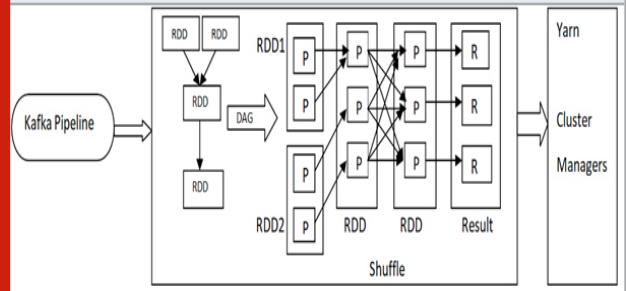 Kafka Pipeline
RDD RDD
RDD
RDD
DAG
RDD1
P
P
RDD2
P
P
P
P
P
RDD
P
P
P
RDD
R
R
R
Result
Shuffle
Yarn
Cluster
Managers